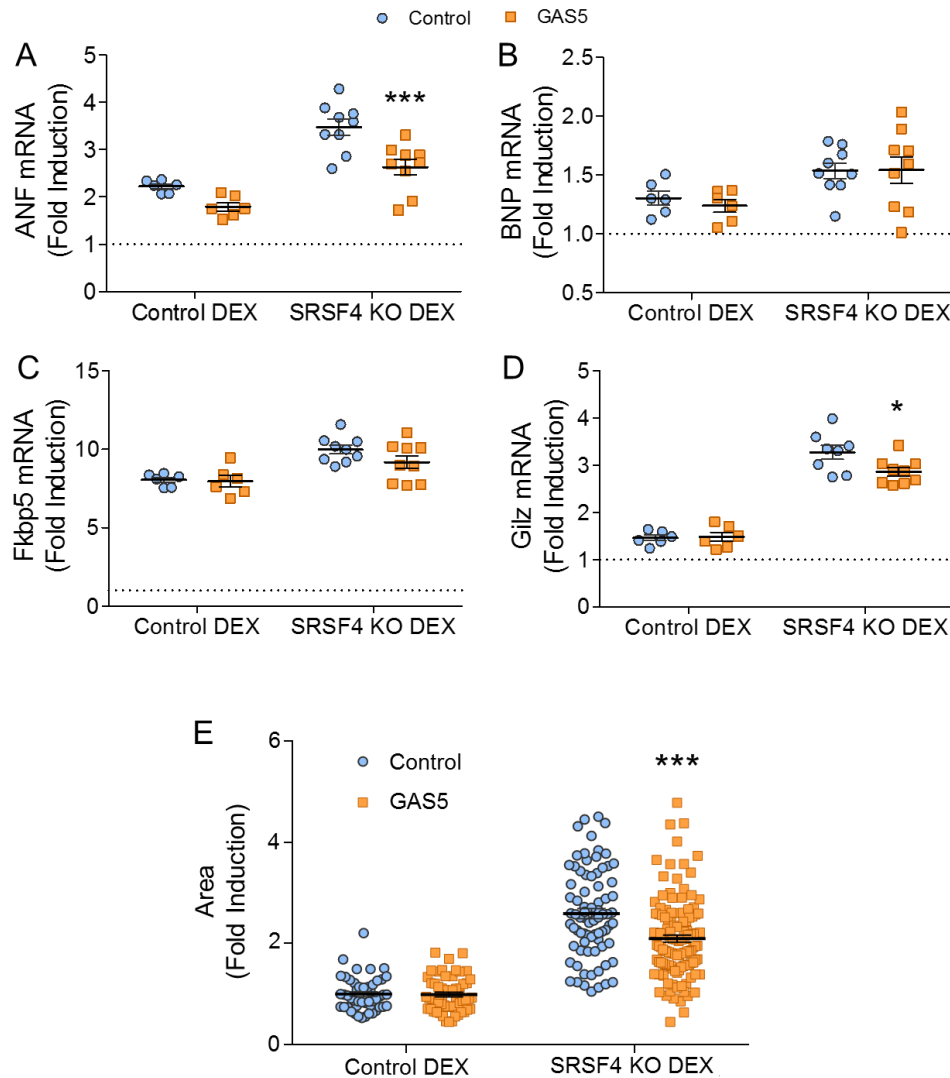 Control GAS5
A
ANF mRNA
(Fold Induction)
5
4
3
2
1
0
***
Control DEX SRSF4 KO DEX
B
BNP mRNA
(Fold Induction)
2.5
2.0
1.5
1.0
0.5
Control DEX SRSF4 KO DEX
C
Fkbp5 mRNA
(Fold Induction)
15
10
5
0
Control DEX SRSF4 KO DEX
D
Gilz mRNA
(Fold Induction)
5
4
3
2
1
0
*
Control DEX SRSF4 KO DEX
E
Area
(Fold Induction)
6
4
2
0
Control
GAS5
***
Control DEX SRSF4 KO DEX